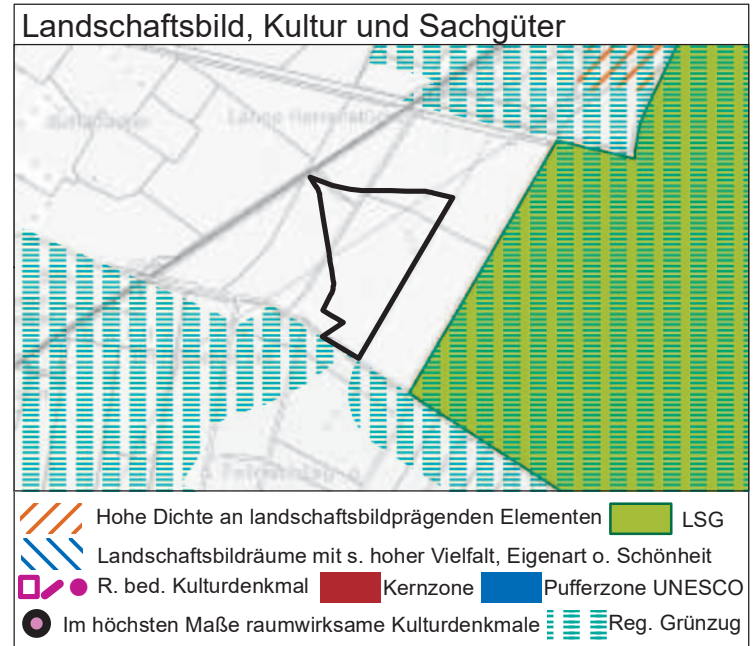 Landschaftsbild, Kultur und Sachgüter
Hohe Dichte an landschaftsbildprägenden Elementen LSG
Landschaftsbildräume mit s. hoher Vielfalt, Eigenart o. Schönheit
R. bed. Kulturdenkmal Kernzone Pufferzone UNESCO
Im höchsten Maße raumwirksame Kulturdenkmale Reg. Grünzug